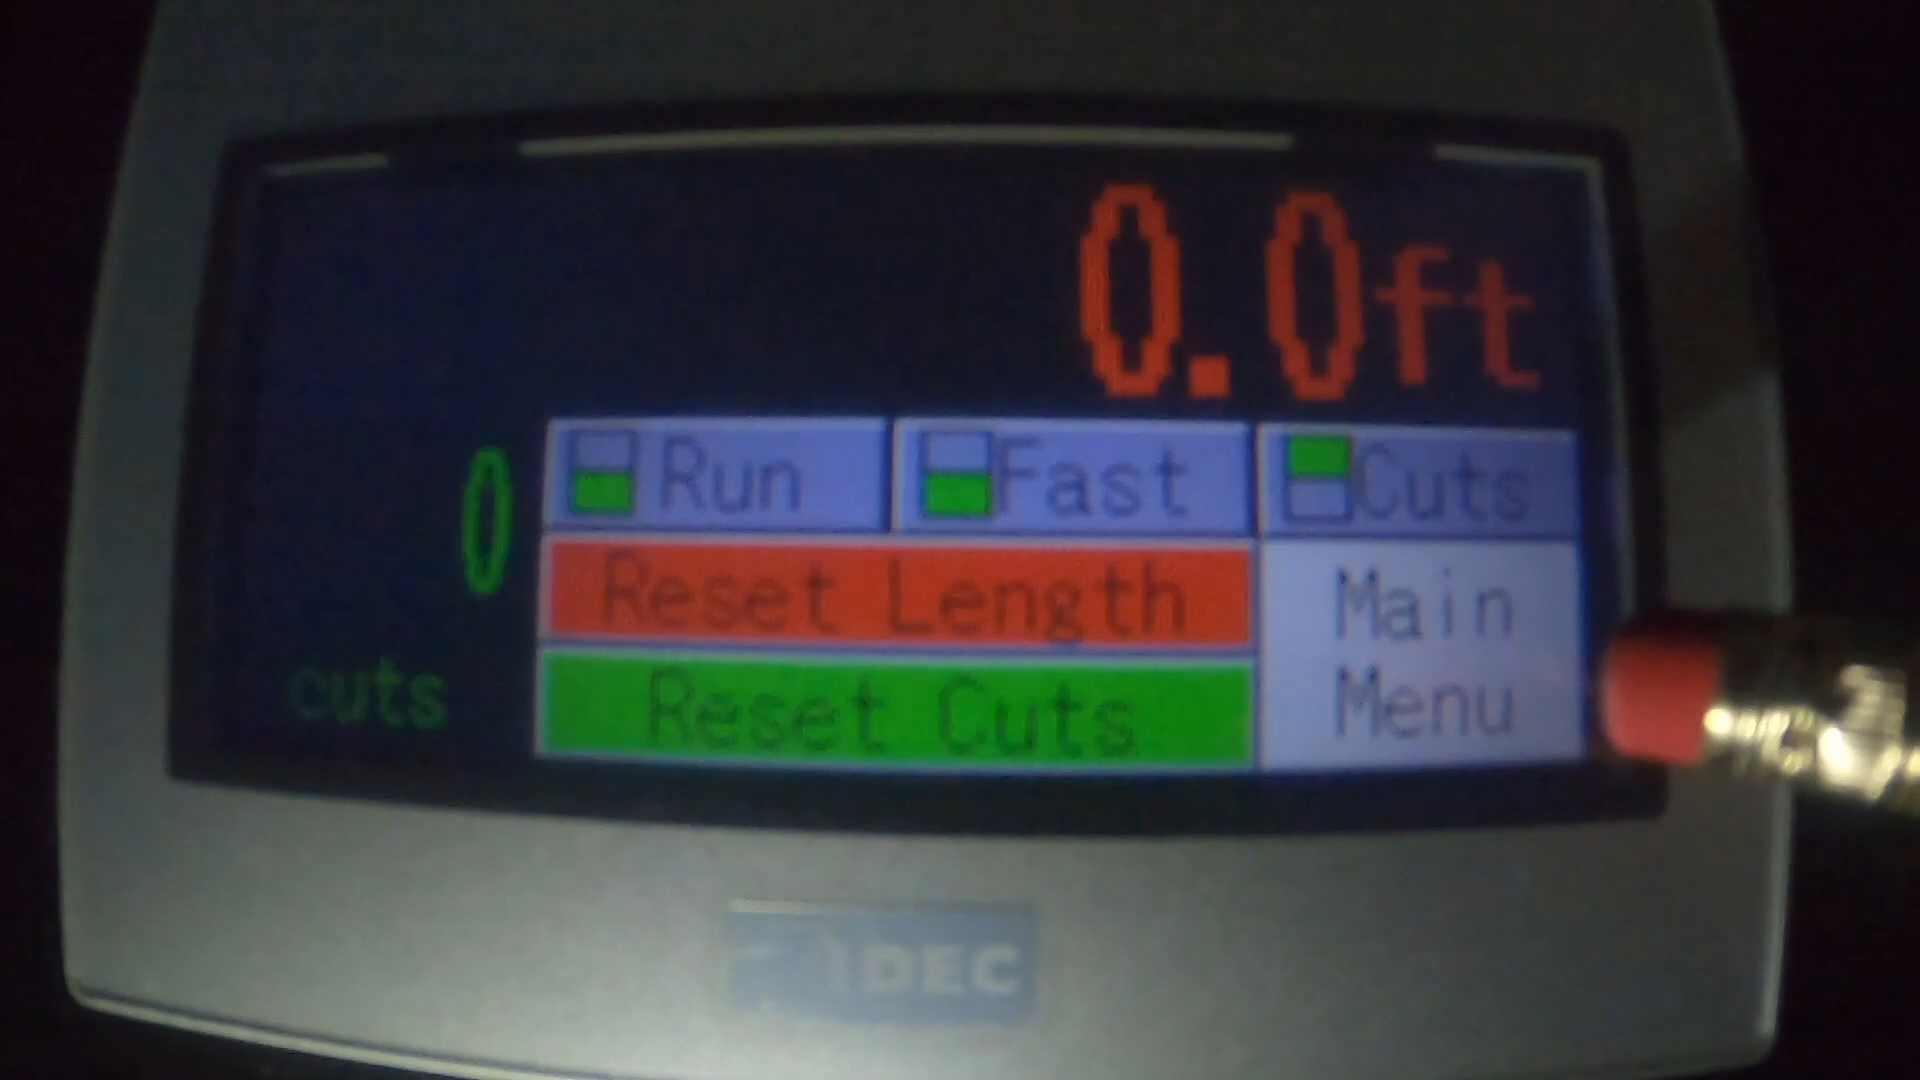 0.0ft
0
cuts
Run
Fast
Cuts
Reset Length
Reset Cuts
Main
Menu
IDEC